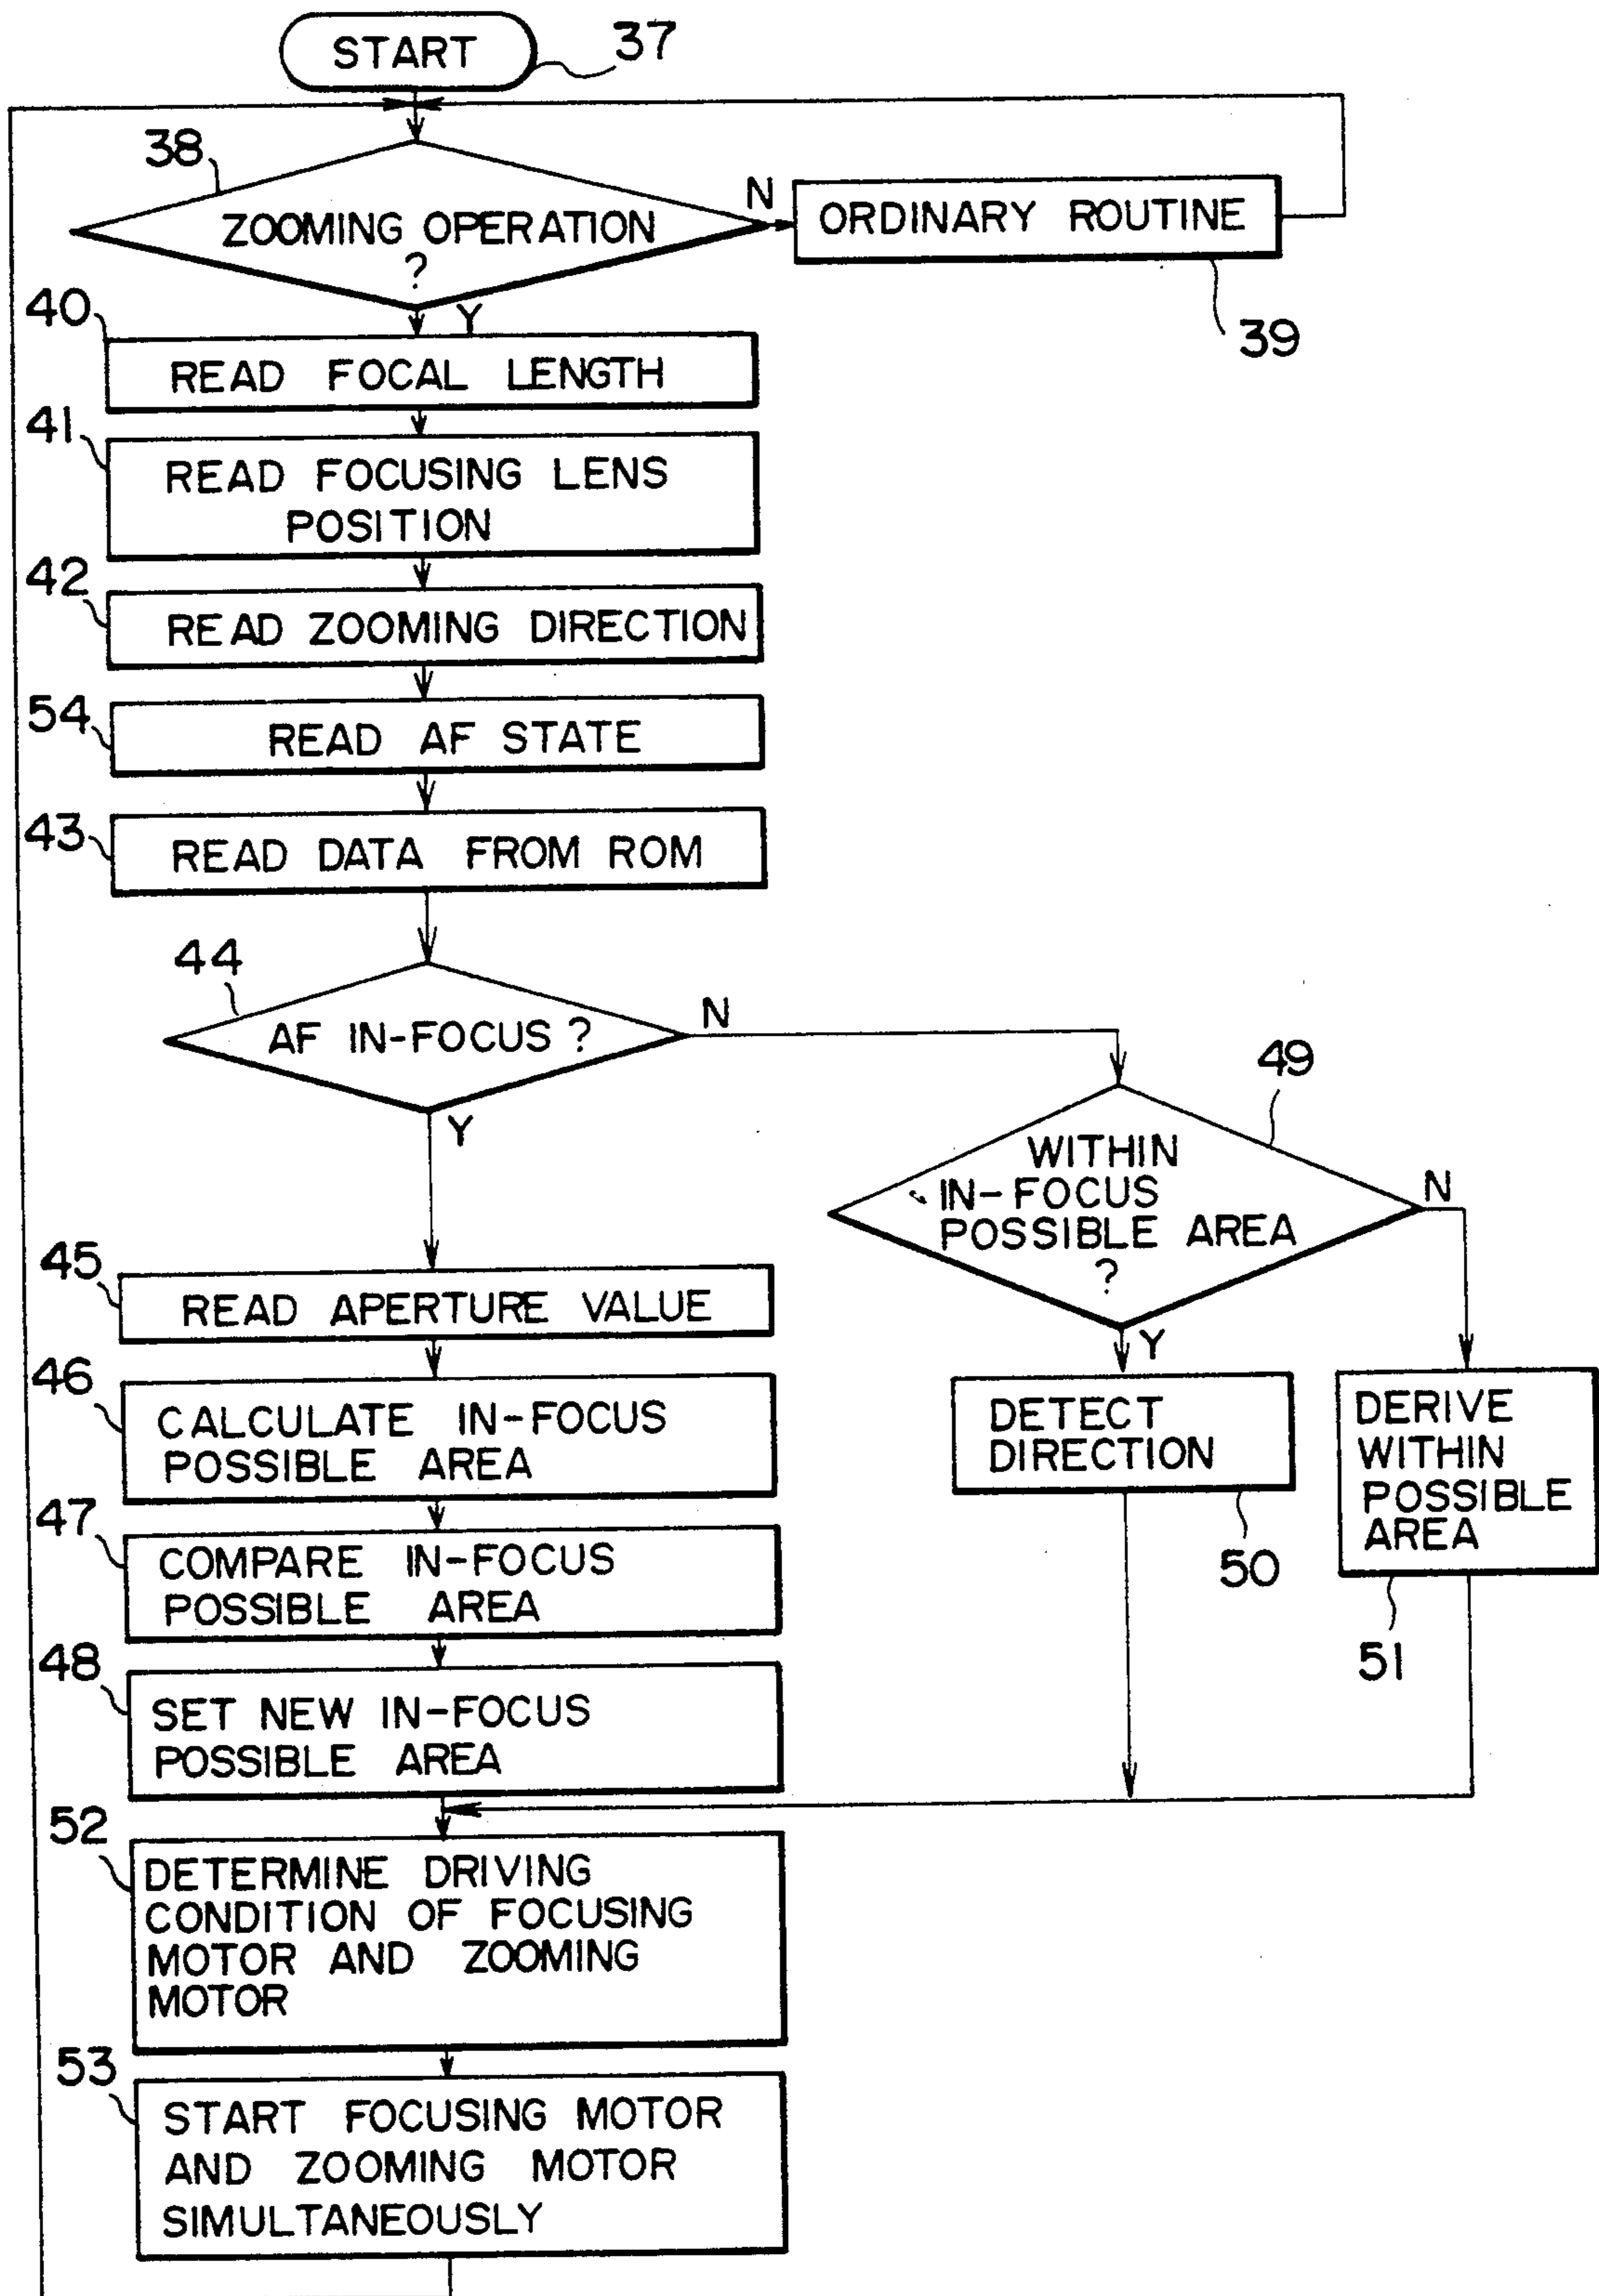 START
37
38
ZOOMING OPERATION
?
N
ORDINARY ROUTINE
39
Y
40
READ FOCAL LENGTH
41
READ FOCUSING LENS
POSITION
42
READ ZOOMING DIRECTION
54
READ AF STATE
43
READ DATA FROM ROM
44
AF IN-FOCUS ?
N
Y
49
WITHIN
IN-FOCUS
POSSIBLE AREA
?
N
Y
45
READ APERTURE VALUE
46
CALCULATE IN-FOCUS
POSSIBLE AREA
47
COMPARE IN-FOCUS
POSSIBLE AREA
48
SET NEW IN-FOCUS
POSSIBLE AREA
DETECT
DIRECTION
50
DERIVE
WITHIN
POSSIBLE
AREA
51
52
DETERMINE DRIVING
CONDITION OF FOCUSING
MOTOR AND ZOOMING
MOTOR
53
START FOCUSING MOTOR
AND ZOOMING MOTOR
SIMULTANEOUSLY